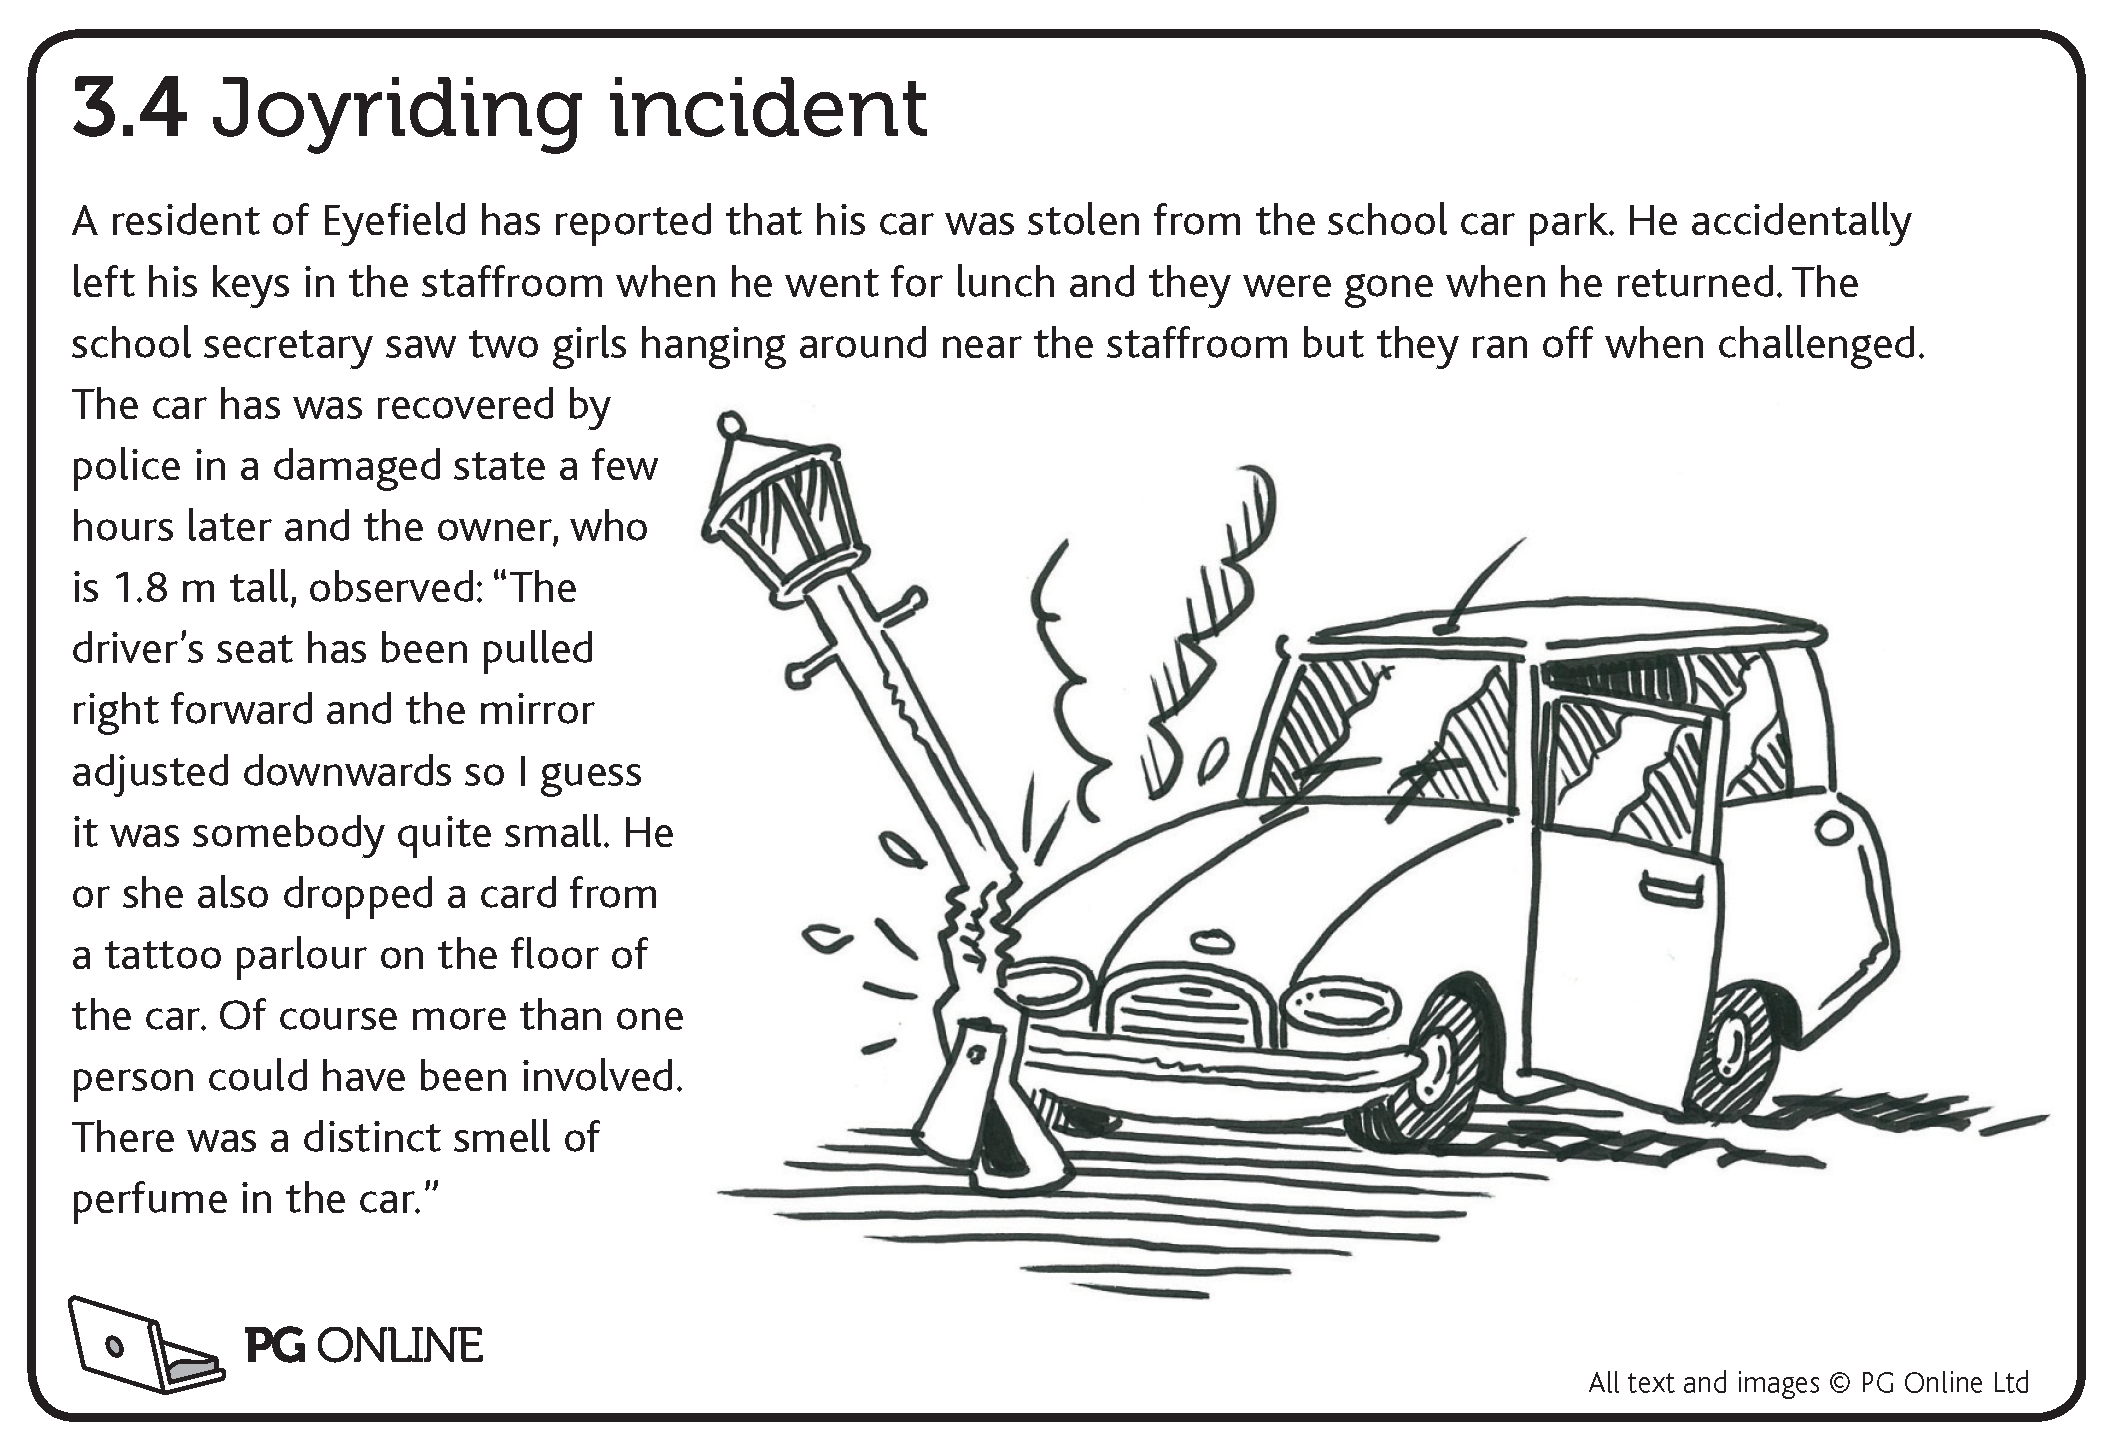 3.4 Joyriding incident
A resident of Eyefield has reported that his car was stolen from the school car park. He accidentally
left his keys in the staffroom when he went for lunch and they were gone when he returned. The
school secretary saw two girls hanging around near the staffroom but they ran off when challenged.
The car has was recovered by
police in a damaged state a few
hours later and the owner, who
is 1.8 m tall, observed: “The
driver’s seat has been pulled
right forward and the mirror
adjusted downwards so I guess
it was somebody quite small. He
or she also dropped a card from
a tattoo parlour on the floor of
the car. Of course more than one
person could have been involved.
There was a distinct smell of
perfume in the car.”
PG ONLINE
All text and images © PG Online Ltd